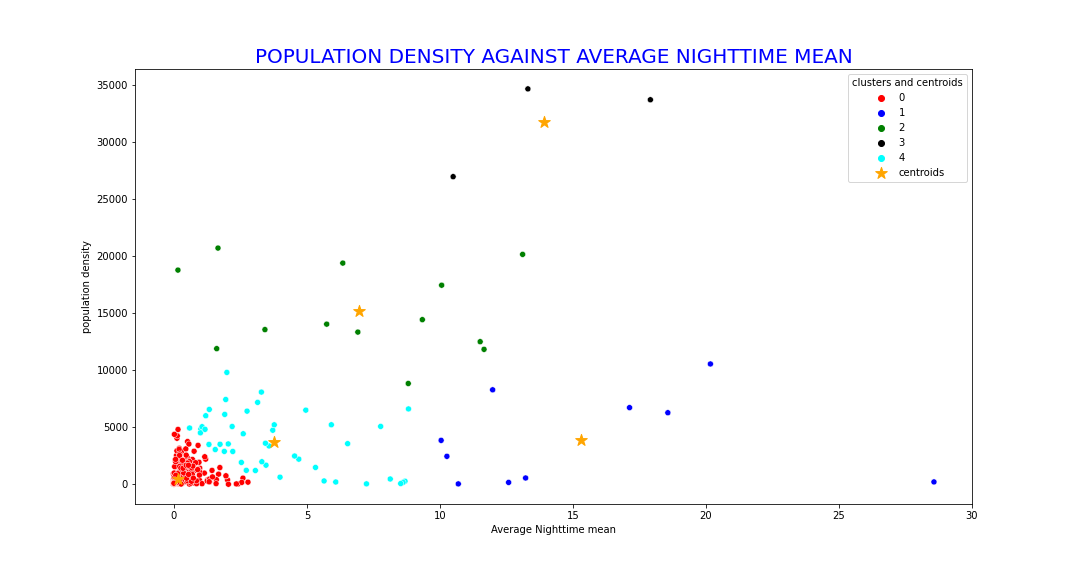 POPULATION DENSITY AGAINST AVERAGE NIGHTTIME MEAN
clusters and centroids
0
1
2
3
4
centroids
35000
30000
25000
20000
15000
10000
5000
0
population density
0 5 10 15 20 25 30
Average Nighttime mean